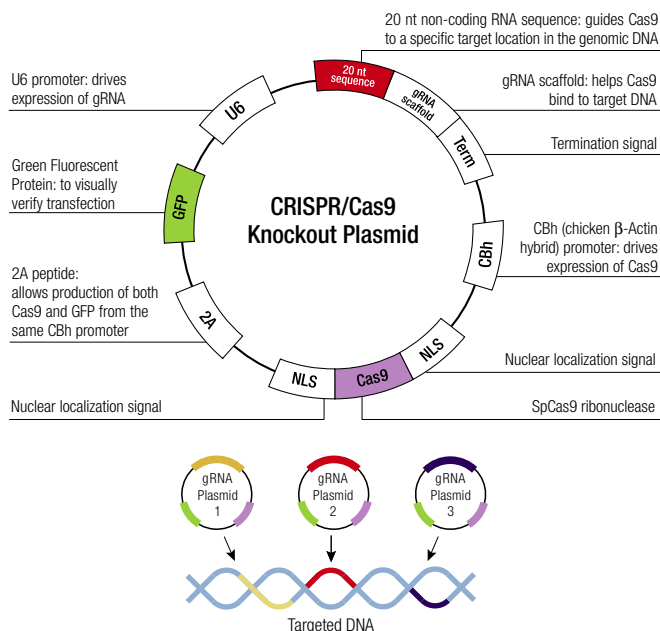 20 nt non-coding RNA sequence: guides Cas9
to a specific target location in the genomic DNA
U6 promoter: drives
expression of gRNA
gRNA scaffold: helps Cas9
bind to target DNA
Termination signal
Green Fluorescent
Protein: to visually
verify transfection
CBh (chicken β-Actin
hybrid) promoter: drives
expression of Cas9
2A peptide:
allows production of both
Cas9 and GFP from the
same CBh promoter
Nuclear localization signal
Nuclear localization signal
SpCas9 ribonuclease
CRISPR/Cas9
Knockout Plasmid
20 nt
sequence
gRNA
scaffold
Term
CBh
NLS
Cas9
NLS
2A
GFP
U6
gRNA
Plasmid
1
gRNA
Plasmid
2
gRNA
Plasmid
3
Targeted DNA